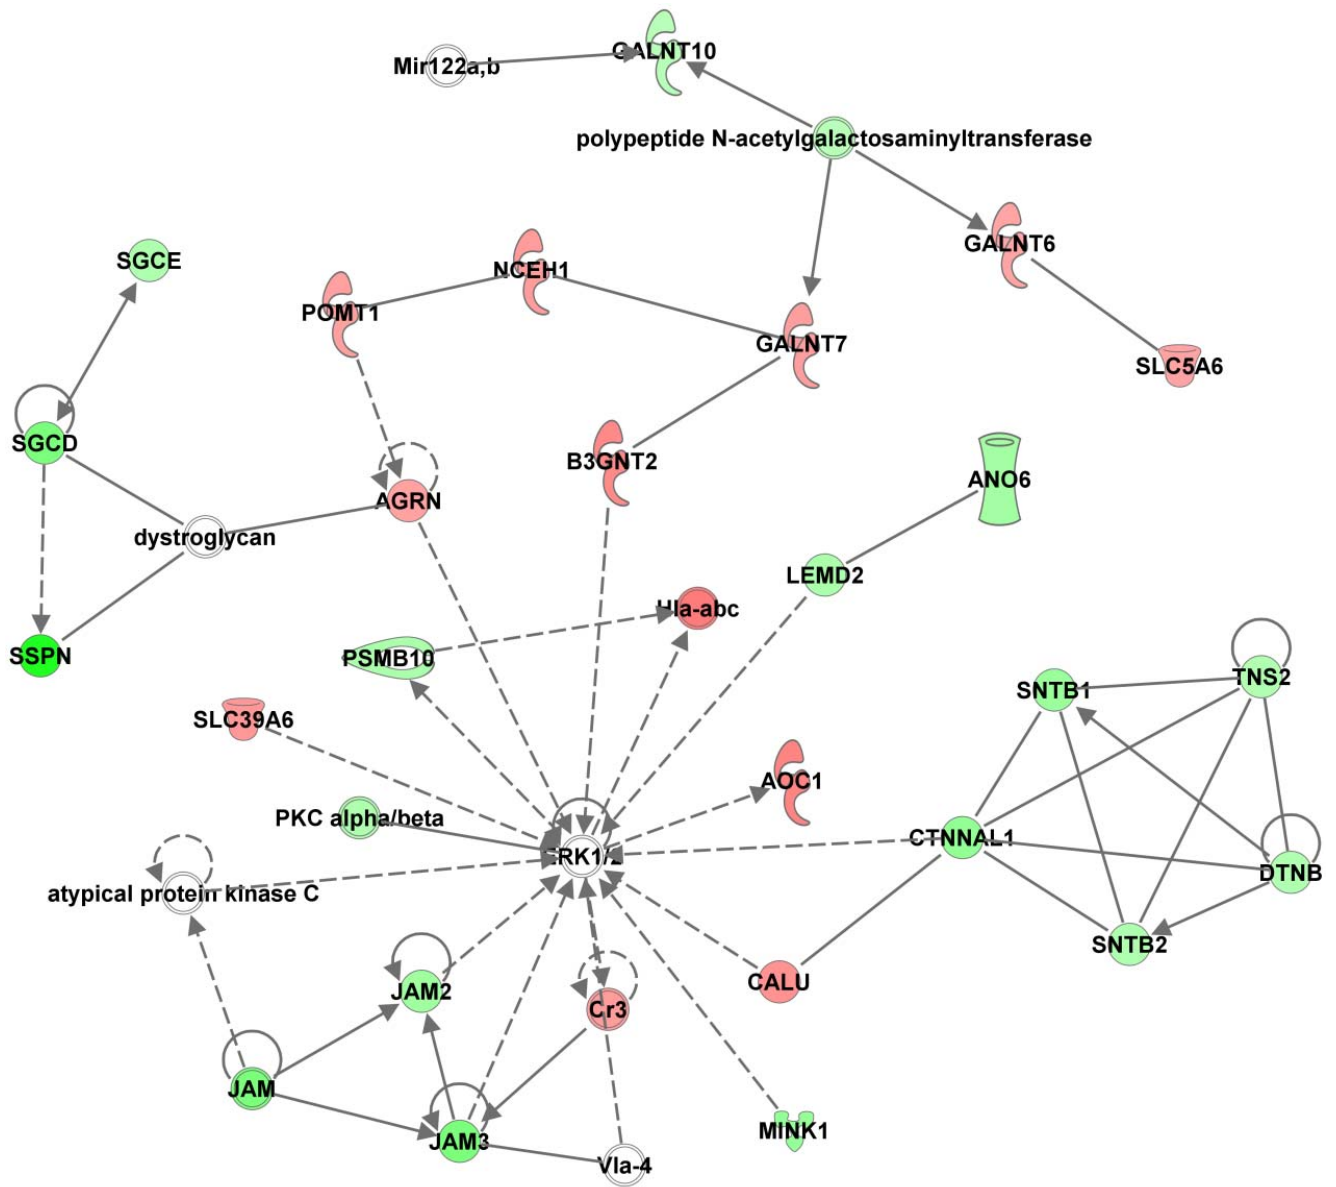 GALNT10
Mir122a,b
polypeptide N-acetylgalactosaminyltransferase
GALNT6
SGCE
NCEH1
POMT1
GALNT7
SLC5A6
SGCD
B3GNT2
ANO6
AGRN
dystroglycan
LEMD2
Hla-abc
SSPN
PSMB10
TNS2
SNTB1
SLC39A6
AOC1
PKC alpha/beta
CTNNAL1
ERK1/2
DTNB
atypical protein kinase C
SNTB2
CALU
JAM2
Cr3
JAM
MINK1
JAM3
Vla-4